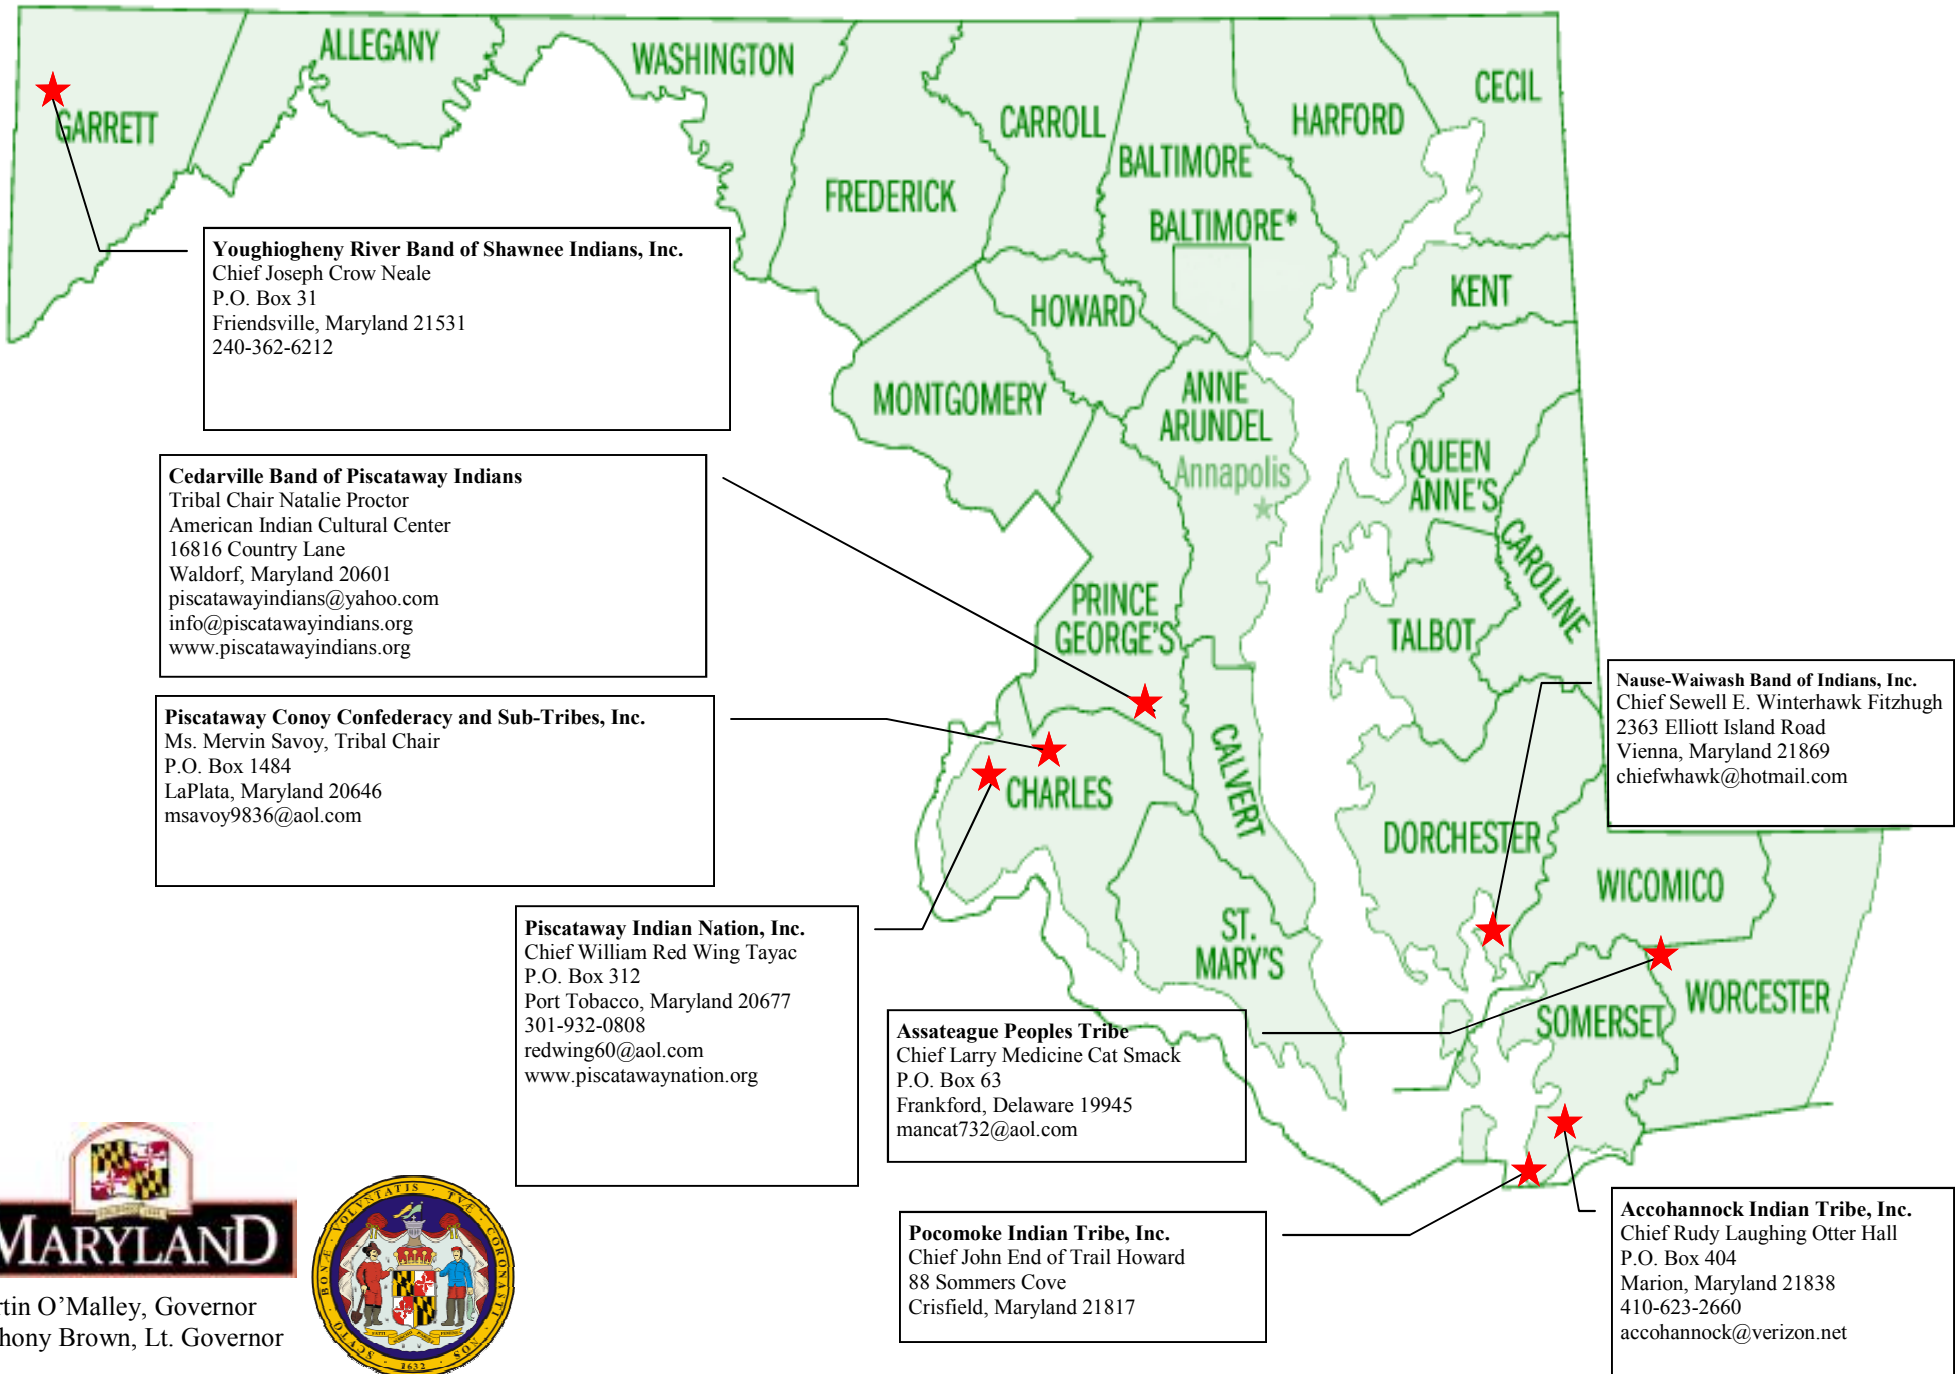 ALLEGANY
WASHINGTON
CECIL
GARRETT
CARROLL
HARFORD
BALTIMORE
FREDERICK
BALTIMORE*
KENT
HOWARD
MONTGOMERY
ANNE
ARUNDEL
Annapolis
QUEEN
ANNE'S
CAROLINE
PRINCE
GEORGE'S
TALBOT
CALVERT
CHARLES
DORCHESTER
WICOMICO
ST.
MARY'S
SOMERSET
WORCESTER
Youghiogheny River Band of Shawnee Indians, Inc.
Chief Joseph Crow Neale
P.O. Box 31
Friendsville, Maryland 21531
240-362-6212
Cedarville Band of Piscataway Indians
Tribal Chair Natalie Proctor
American Indian Cultural Center
16816 Country Lane
Waldorf, Maryland 20601
piscatawayindians@yahoo.com
info@piscatawayindians.org
www.piscatawayindians.org
Piscataway Conoy Confederacy and Sub-Tribes, Inc.
Ms. Mervin Savoy, Tribal Chair
P.O. Box 1484
LaPlata, Maryland 20646
msavoy9836@aol.com
Nause-Waiwash Band of Indians, Inc.
Chief Sewell E. Winterhawk Fitzhugh
2363 Elliott Island Road
Vienna, Maryland 21869
chiefwhawk@hotmail.com
Piscataway Indian Nation, Inc.
Chief William Red Wing Tayac
P.O. Box 312
Port Tobacco, Maryland 20677
301-932-0808
redwing60@aol.com
www.piscatawaynation.org
Assateague Peoples Tribe
Chief Larry Medicine Cat Smack
P.O. Box 63
Frankford, Delaware 19945
mancat732@aol.com
Pocomoke Indian Tribe, Inc.
Chief John End of Trail Howard
88 Sommers Cove
Crisfield, Maryland 21817
Accohannock Indian Tribe, Inc.
Chief Rudy Laughing Otter Hall
P.O. Box 404
Marion, Maryland 21838
410-623-2660
accohannock@verizon.net
MARYLAND
rtin O'Malley, Governor
hony Brown, Lt. Governor
SCVTO · BONÆ · VOLVNTATIS · TVÆ · CORONASTI · NOS
1632